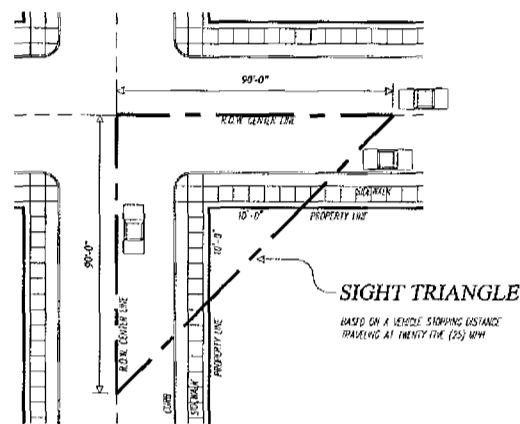 90'-0"
R.O.W. CENTER LINE
SIDEWALK
10'-0"
PROPERTY LINE
90'-0"
10'-0"
SIGHT TRIANGLE
BASED ON A VEHICLE STOPPING DISTANCE
TRAVELING AT TWENTY FIVE (25) MPH
R.O.W. CENTER LINE
PROPERTY LINE
CURB
SIDEWALK